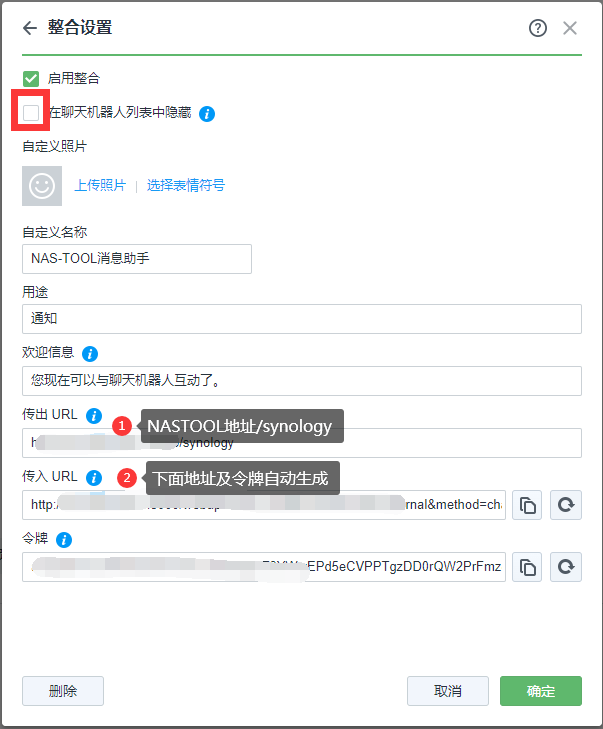 整合设置
启用整合
在聊天机器人列表中隐藏
自定义照片
上传照片 | 选择表情符号
自定义名称
NAS-TOOL消息助手
用途
通知
欢迎信息
您现在可以与聊天机器人互动了。
传出 URL
1 NASTOOL地址/synology
/synology
传入 URL
2 下面地址及令牌自动生成
http: rnal&method=ch
令牌
EPd5eCVPPTgzDD0rQW2PrFmz
删除 取消 确定